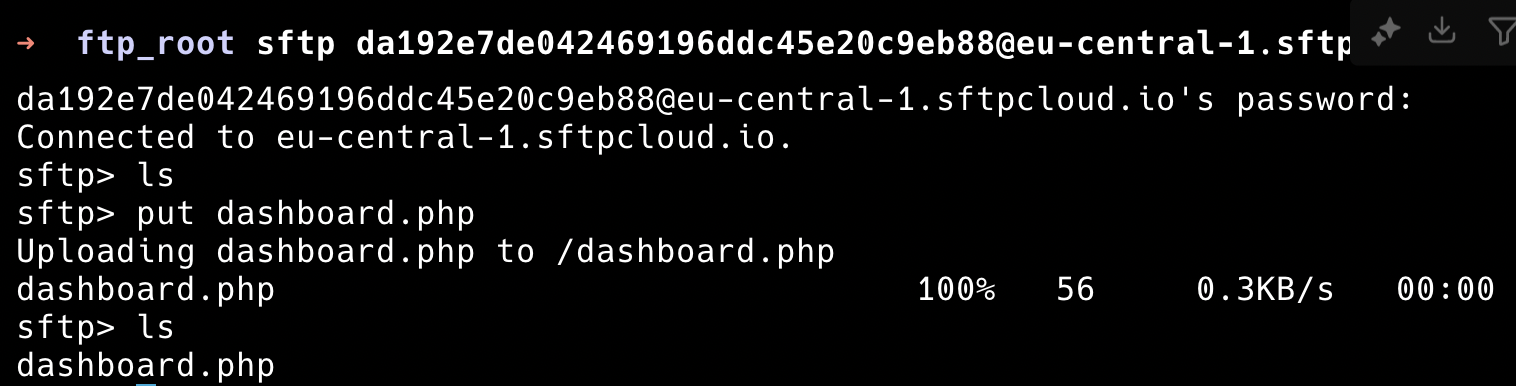 ➜ ftp_root sftp da192e7de042469196ddc45e20c9eb88@eu-central-1.sftp
da192e7de042469196ddc45e20c9eb88@eu-central-1.sftpcloud.io's password:
Connected to eu-central-1.sftpcloud.io.
sftp> ls
sftp> put dashboard.php
Uploading dashboard.php to /dashboard.php
dashboard.php 100% 56 0.3KB/s 00:00
sftp> ls
dashboard.php